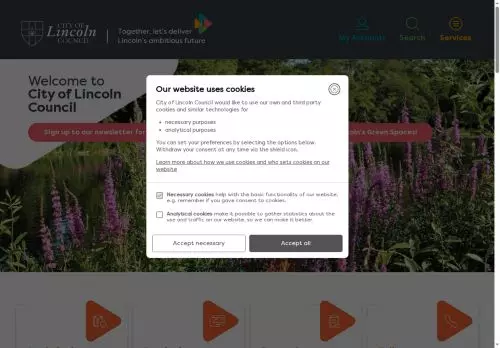 CITY OF
Lincoln
COUNCIL
Together, let's deliver
Lincoln's ambitious future
My Accounts
Search
Services
Welcome to
City of Lincoln
Council
Sign up to our newsletter for
's Green Spaces!
Our website uses cookies
City of Lincoln Council would like to use our own and third party
cookies and similar technologies for
necessary purposes
analytical purposes
You can set your preferences by selecting the options below.
Withdraw your consent at any time via the shield icon.
Learn more about how we use cookies and who sets cookies on our
website
Necessary cookies help with the basic functionality of our website,
e.g. remember if you gave consent to cookies.
Analytical cookies make it possible to gather statistics about the
use and traffic on our website, so we can make it better.
Accept necessary
Accept all